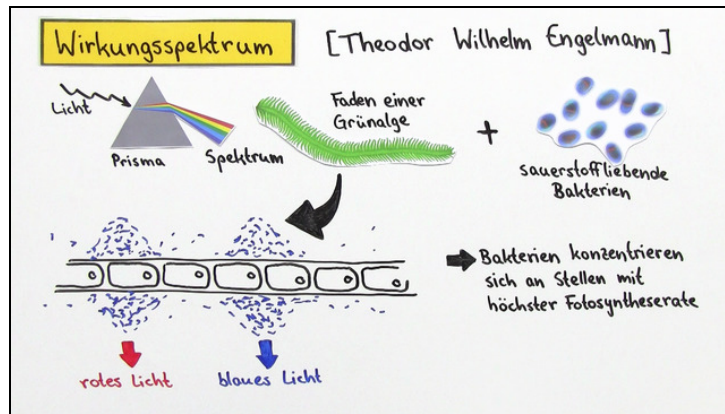 Wirkungsspektrum
[Theodor Wilhelm Engelmann]
Licht
Prisma
Spektrum
Faden einer
Grünalge
+
sauerstoffliebende
Bakterien
Bakterien konzentrieren
sich an Stellen mit
höchster Fotosyntheserate
rotes Licht
blaues Licht